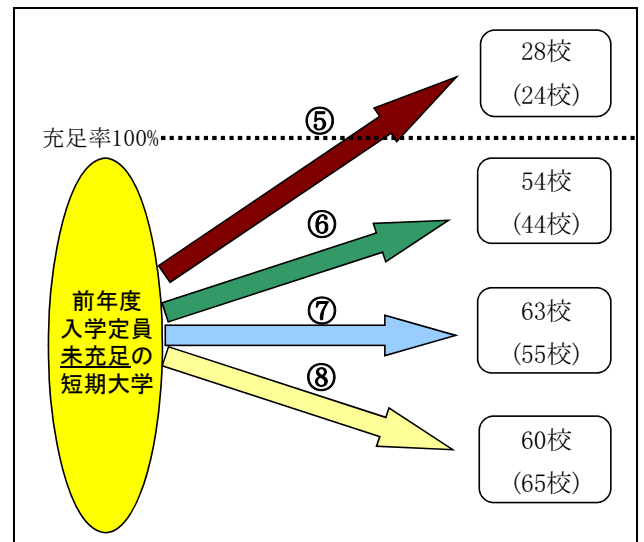 28校
(24校)
⑤
充足率100%
54校
(44校)
⑥
前年度
入学定員
未充足の
短期大学
⑦
63校
(55校)
⑧
60校
(65校)